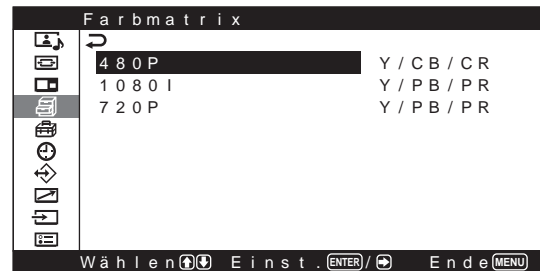 Farbmatrix
480P Y/CB/CR
1080I Y/PB/PR
720P Y/PB/PR
Wählen Einst. ENTER / Ende MENU